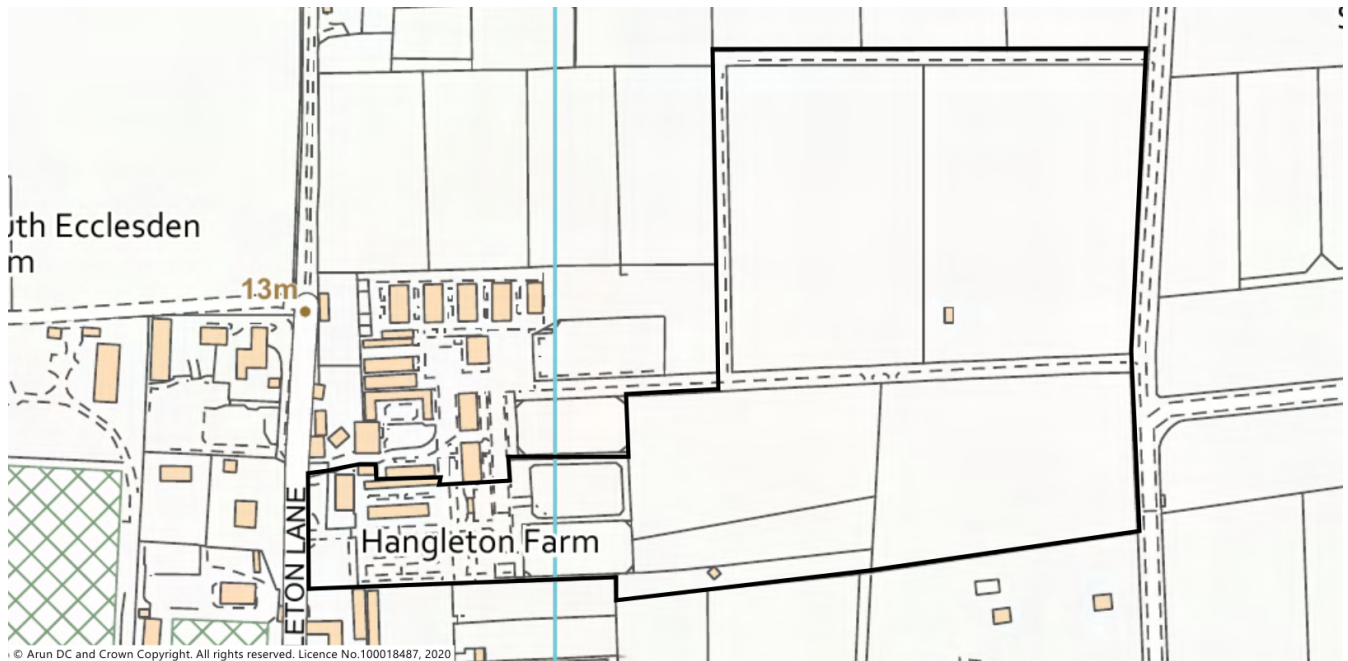 uth Ecclesden
m
13m
ETON LANE
Hangleton Farm
© Arun DC and Crown Copyright. All rights reserved. Licence No.100018487, 2020